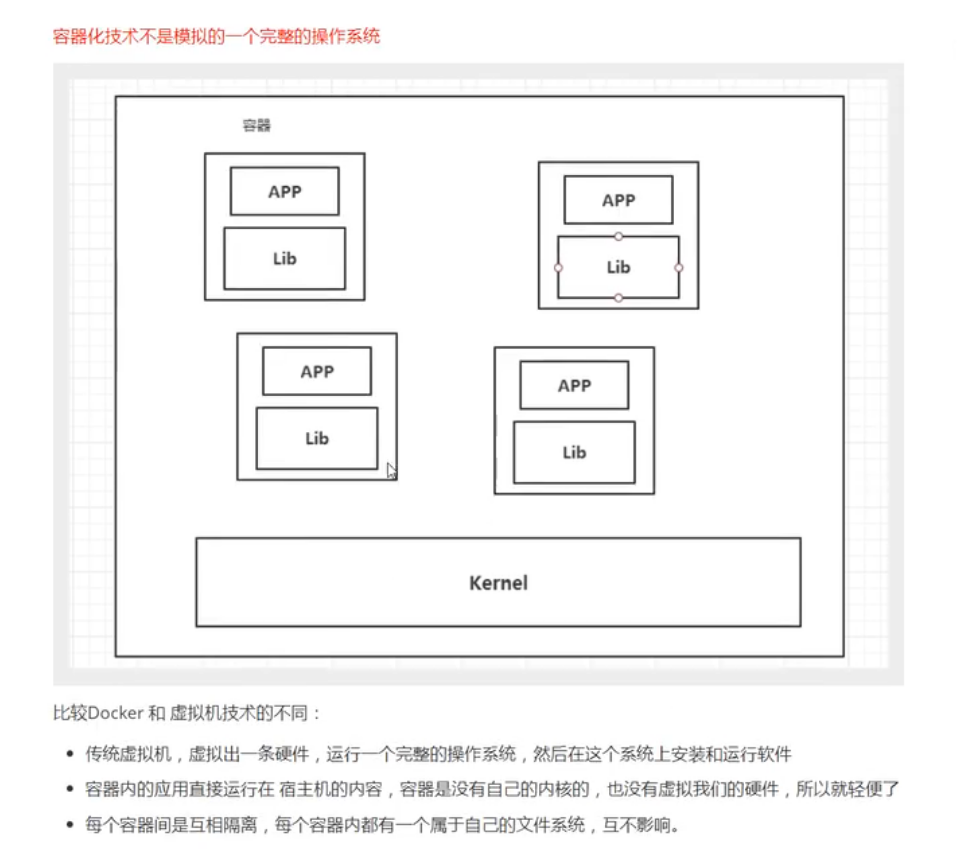 容器化技术不是模拟的一个完整的操作系统
容器
APP
Lib
APP
Lib
APP
Lib
APP
Lib
Kernel
比较Docker 和 虚拟机技术的不同：
传统虚拟机，虚拟出一条硬件，运行一个完整的操作系统，然后在这个系统上安装和运行软件
容器内的应用直接运行在 宿主机的内容，容器是没有自己的内核的，也没有虚拟我们的硬件，所以就轻便了
每个容器间是互相隔离，每个容器内都有一个属于自己的文件系统，互不影响。